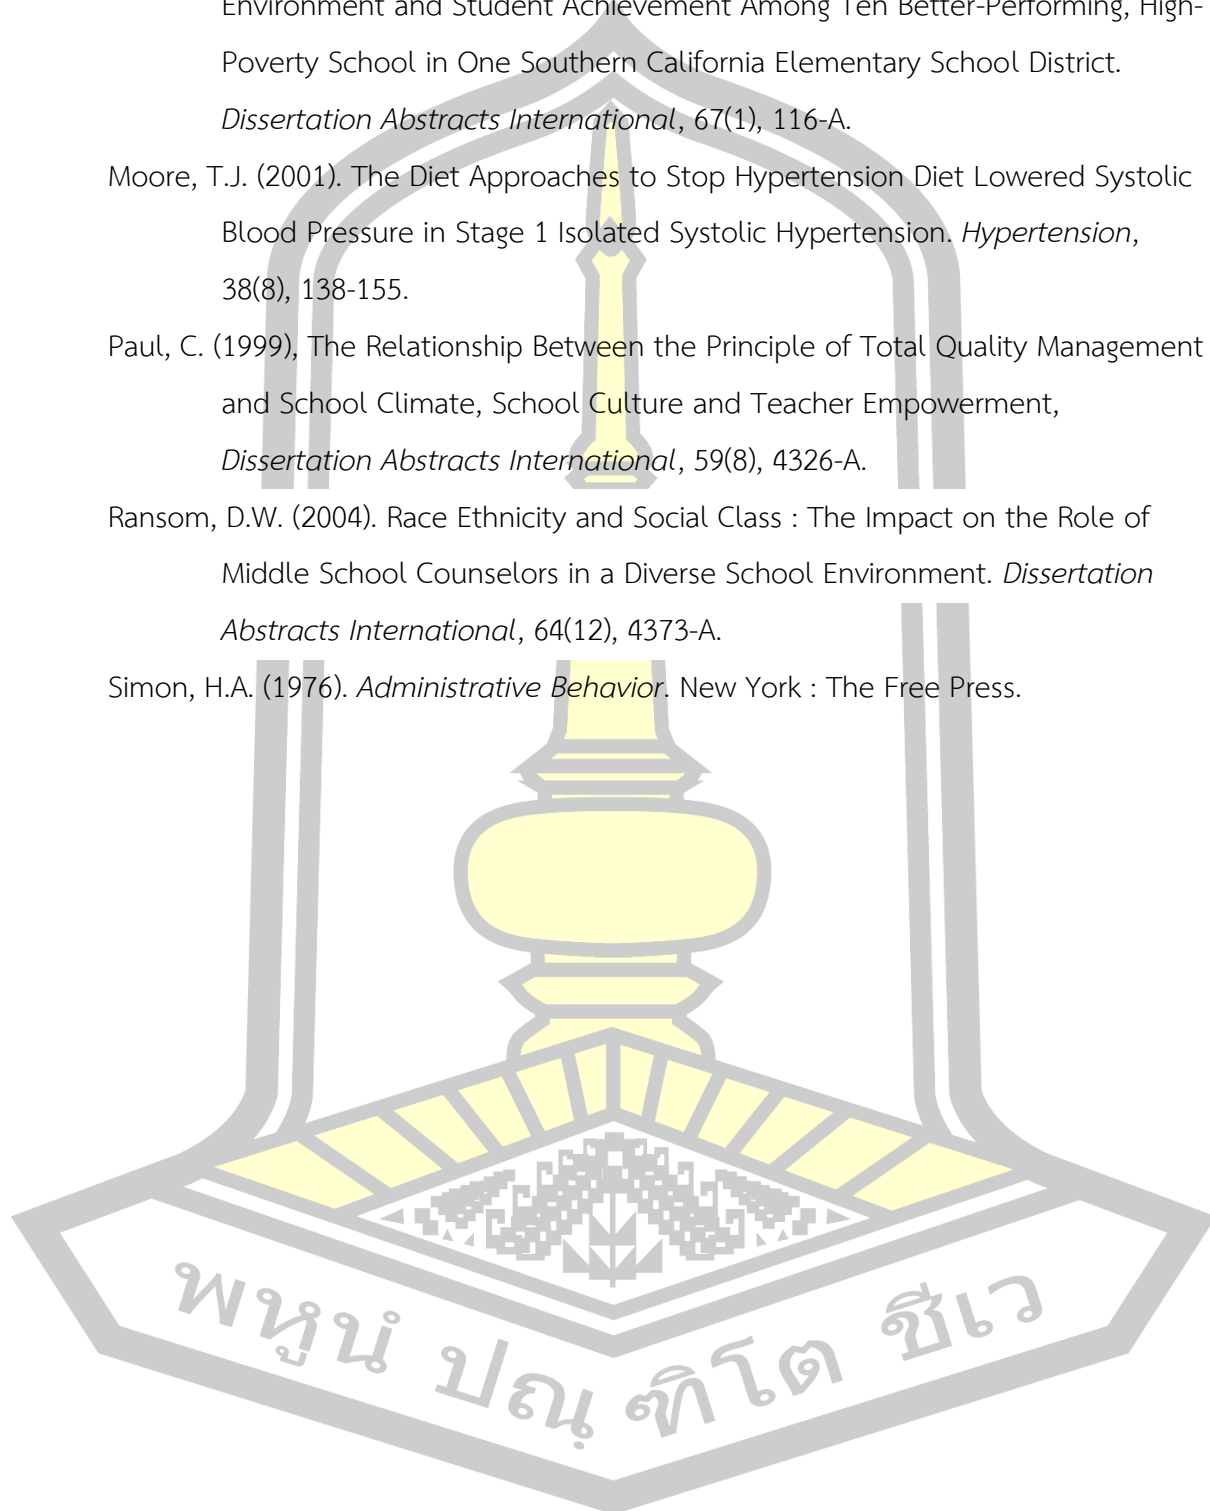 Environment and Student Achievement Among Ten Better-Performing, High-
Poverty School in One Southern California Elementary School District.
Dissertation Abstracts International, 67(1), 116-A.
Moore, T.J. (2001). The Diet Approaches to Stop Hypertension Diet Lowered Systolic
Blood Pressure in Stage 1 Isolated Systolic Hypertension. Hypertension,
38(8), 138-155.
Paul, C. (1999), The Relationship Between the Principle of Total Quality Management
and School Climate, School Culture and Teacher Empowerment,
Dissertation Abstracts International, 59(8), 4326-A.
Ransom, D.W. (2004). Race Ethnicity and Social Class : The Impact on the Role of
Middle School Counselors in a Diverse School Environment. Dissertation
Abstracts International, 64(12), 4373-A.
Simon, H.A. (1976). Administrative Behavior. New York : The Free Press.
พหูนํ ปณฺฑิโต ชีเว